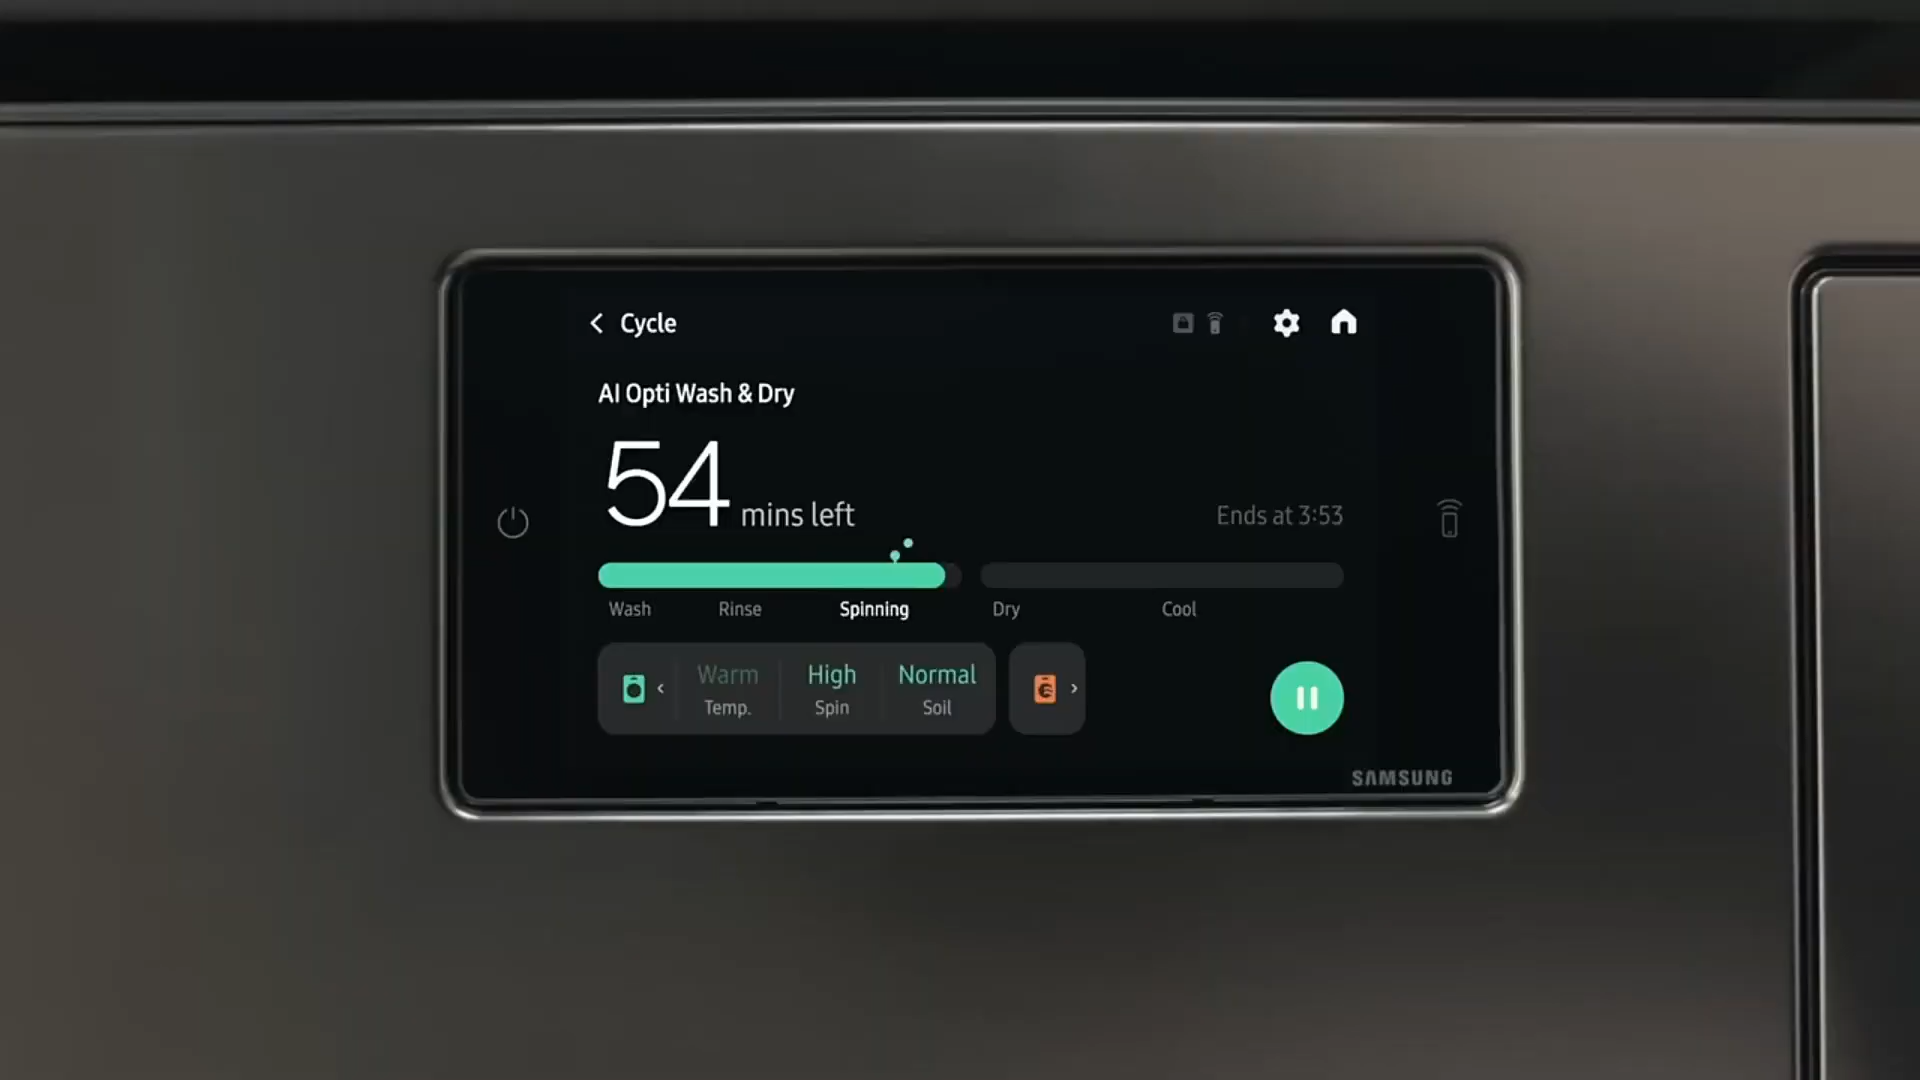 Cycle
AI Opti Wash & Dry
54 mins left
Ends at 3:53
Wash Rinse Spinning Dry Cool
Warm High Normal
Temp. Spin Soil
SAMSUNG